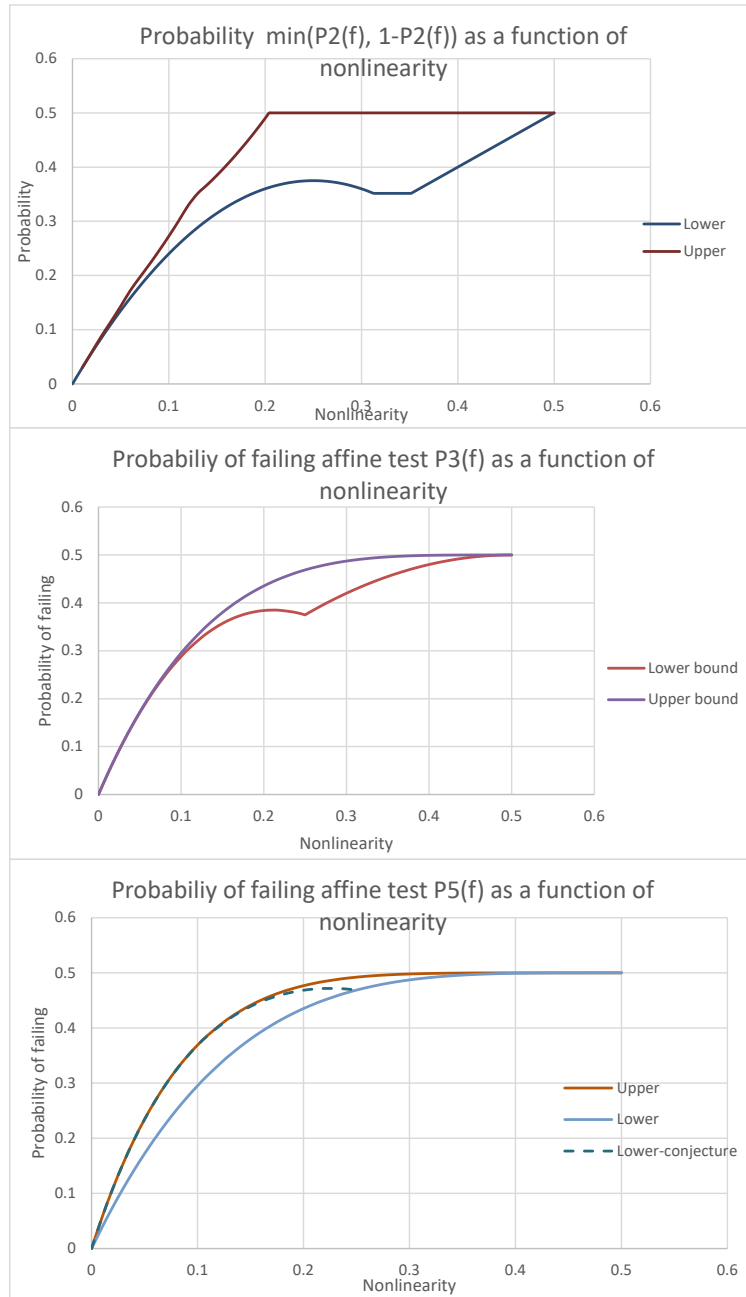 Probability  min(P2(f), 1-P2(f)) as a function of
nonlinearity
0.6
0.5
0.4
0.3
0.2
0.1
0
Probability
0 0.1 0.2 0.3 0.4 0.5 0.6
Nonlinearity
Lower
Upper
Probabiliy of failing affine test P3(f) as a function of
nonlinearity
0.6
0.5
0.4
0.3
0.2
0.1
0
Probability of failing
0 0.1 0.2 0.3 0.4 0.5 0.6
Nonlinearity
Lower bound
Upper bound
Probabiliy of failing affine test P5(f) as a function of
nonlinearity
0.6
0.5
0.4
0.3
0.2
0.1
0
Probability of failing
0 0.1 0.2 0.3 0.4 0.5 0.6
Nonlinearity
Upper
Lower
Lower-conjecture